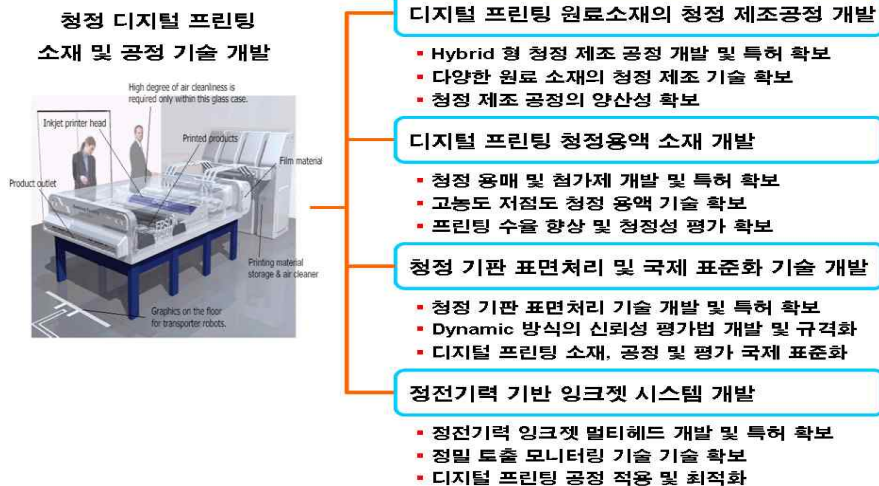 청정 디지털 프린팅
소재 및 공정 기술 개발
High degree of air cleanliness is
required only within this glass case.
Inkjet printer head
Printed products
Film material
Product outlet
Printing material
storage & air cleaner
Graphics on the floor
for transporter robots.
디지털 프린팅 원료소재의 청정 제조공정 개발
▪ Hybrid 형 청정 제조 공정 개발 및 특허 확보
▪ 다양한 원료 소재의 청정 제조 기술 확보
▪ 청정 제조 공정의 양산성 확보
디지털 프린팅 청정용액 소재 개발
▪ 청정 용매 및 첨가제 개발 및 특허 확보
▪ 고농도 저점도 청정 용액 기술 확보
▪ 프린팅 수율 향상 및 청정성 평가 확보
청정 기판 표면처리 및 국제 표준화 기술 개발
▪ 청정 기판 표면처리 기술 개발 및 특허 확보
▪ Dynamic 방식의 신뢰성 평가법 개발 및 규격화
▪ 디지털 프린팅 소재, 공정 및 평가 국제 표준화
정전기력 기반 잉크젯 시스템 개발
▪ 정전기력 잉크젯 멀티헤드 개발 및 특허 확보
▪ 정밀 토출 모니터링 기술 기술 확보
▪ 디지털 프린팅 공정 적용 및 최적화